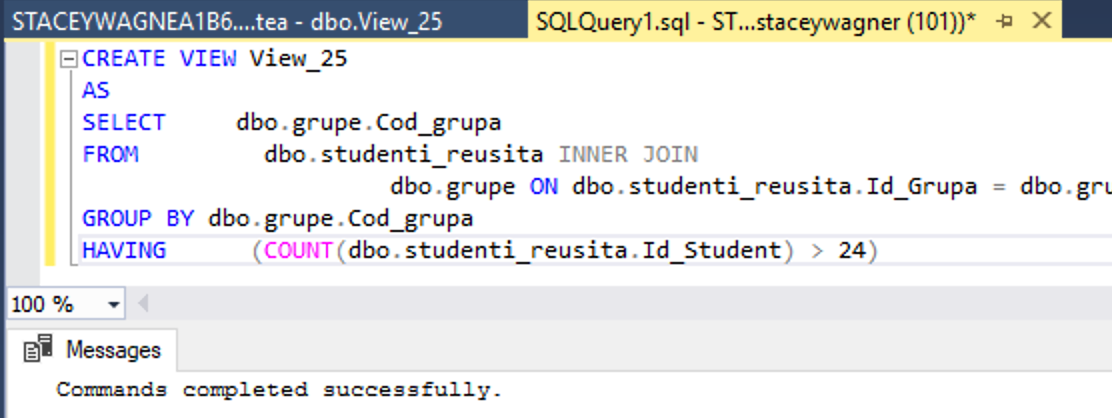 STACEYWAGNEA1B6....tea - dbo.View_25
SQLQuery1.sql - ST...staceywagner (101))*
CREATE VIEW View_25
AS
SELECT dbo.grupe.Cod_grupa
FROM dbo.studenti_reusita INNER JOIN
dbo.grupe ON dbo.studenti_reusita.Id_Grupa = dbo.gru
GROUP BY dbo.grupe.Cod_grupa
HAVING (COUNT(dbo.studenti_reusita.Id_Student) > 24)
100 %
Messages
Commands completed successfully.